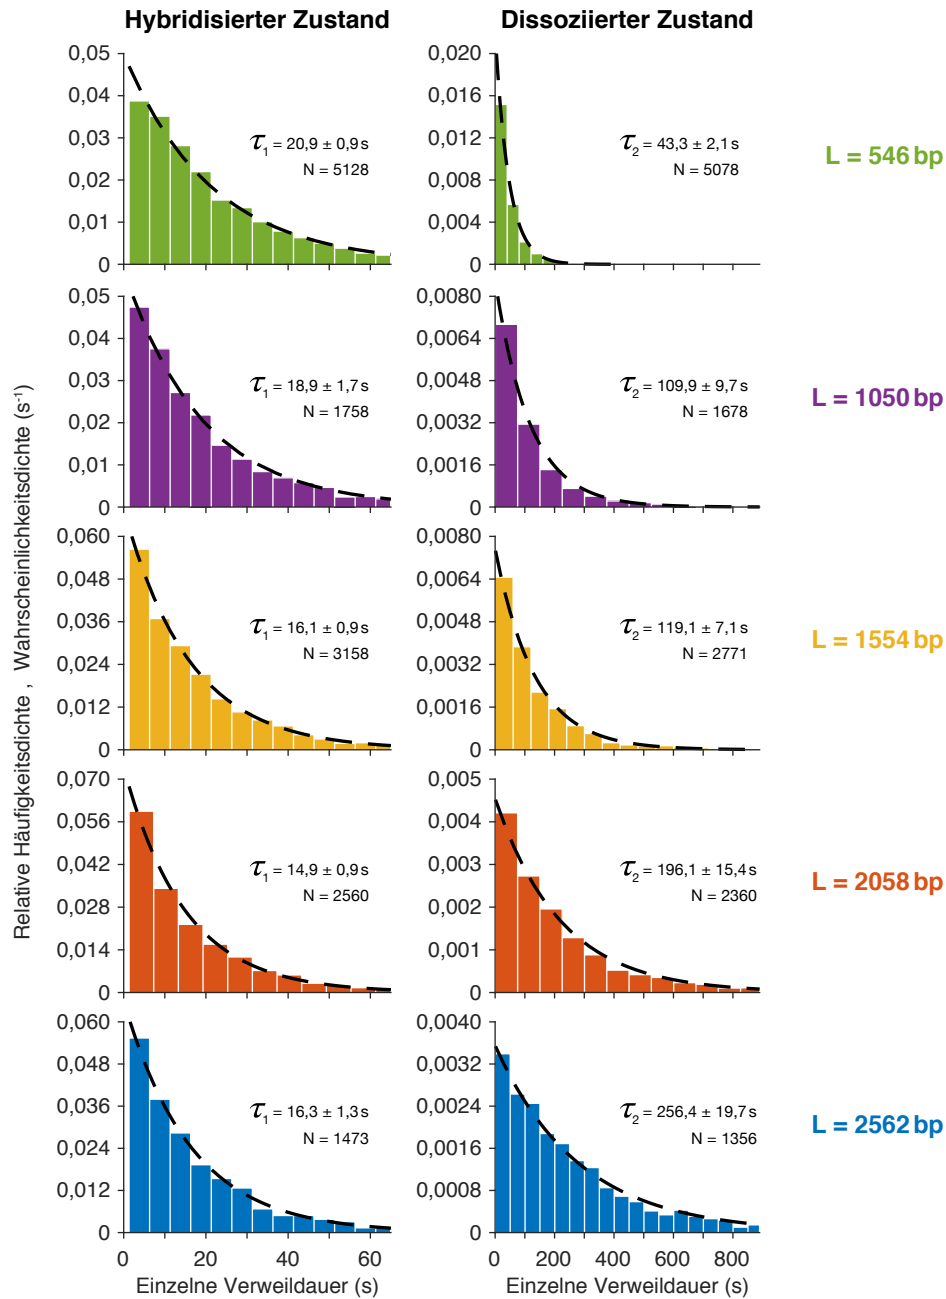 Hybridisierter Zustand
Dissoziierter Zustand
0,05
0,04
0,03
0,02
0,01
0
τ1 = 20,9 ± 0,9 s
N = 5128
0,020
0,016
0,012
0,008
0,004
0
τ2 = 43,3 ± 2,1 s
N = 5078
L = 546 bp
0,05
0,04
0,03
0,02
0,01
0
τ1 = 18,9 ± 1,7 s
N = 1758
0,0080
0,0064
0,0048
0,0032
0,0016
0
τ2 = 109,9 ± 9,7 s
N = 1678
L = 1050 bp
Relative Häufigkeitsdichte , Wahrscheinlichkeitsdichte (s-1)
0,060
0,048
0,036
0,024
0,012
0
τ1 = 16,1 ± 0,9 s
N = 3158
0,0080
0,0064
0,0048
0,0032
0,0016
0
τ2 = 119,1 ± 7,1 s
N = 2771
L = 1554 bp
0,070
0,056
0,042
0,028
0,014
0
τ1 = 14,9 ± 0,9 s
N = 2560
0,005
0,004
0,003
0,002
0,001
0
τ2 = 196,1 ± 15,4 s
N = 2360
L = 2058 bp
0,060
0,048
0,036
0,024
0,012
0
τ1 = 16,3 ± 1,3 s
N = 1473
0,0040
0,0032
0,0024
0,0016
0,0008
0
τ2 = 256,4 ± 19,7 s
N = 1356
L = 2562 bp
0 20 40 60
0 200 400 600 800
Einzelne Verweildauer (s)
Einzelne Verweildauer (s)